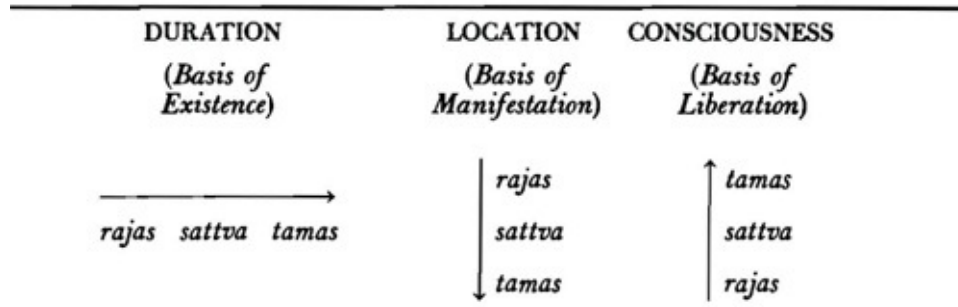 DURATION LOCATION CONSCIOUSNESS
(Basis of (Basis of (Basis of
Existence) Manifestation) Liberation)
rajas tamas
rajas sattva tamas sattva sattva
tamas rajas